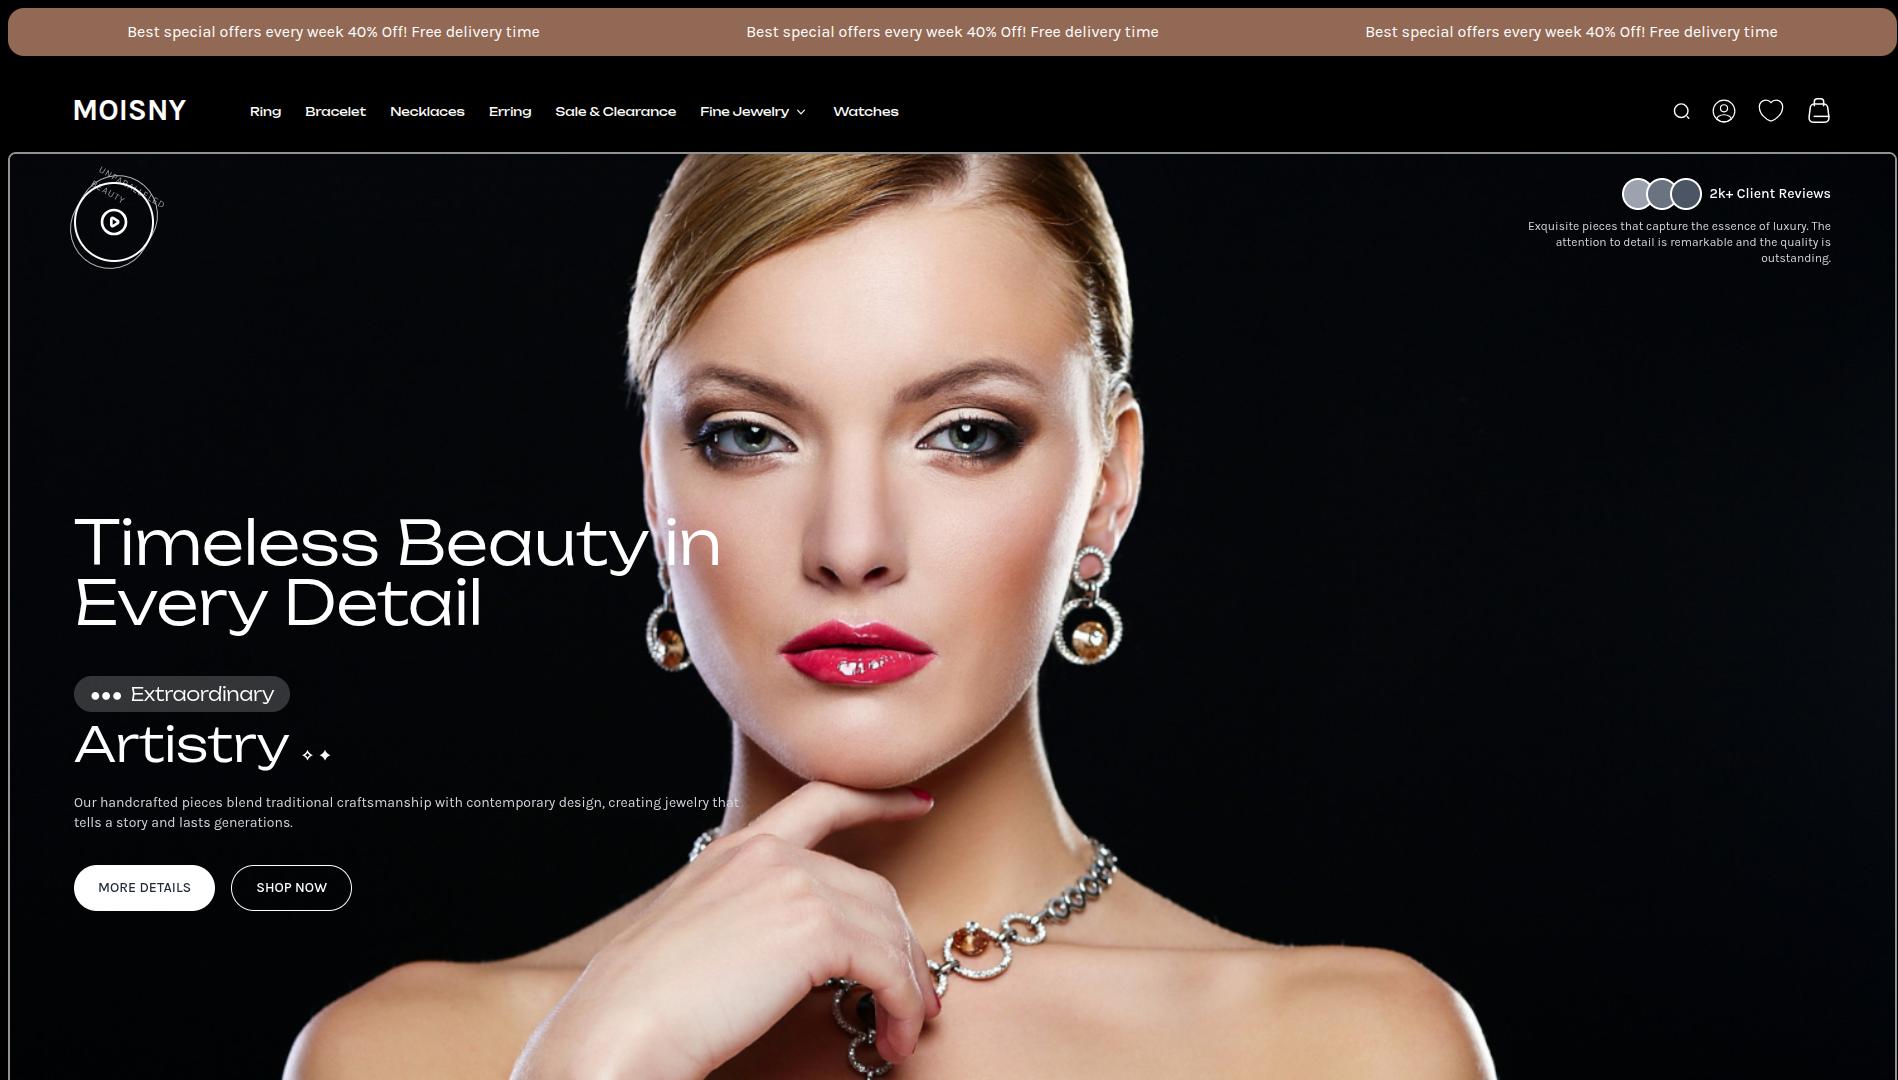 Best special offers every week 40% Off! Free delivery time
Best special offers every week 40% Off! Free delivery time
Best special offers every week 40% Off! Free delivery time
MOISNY
Ring
Bracelet
Necklaces
Erring
Sale & Clearance
Fine Jewelry
Watches
UNPARALLELED
BEAUTY
2k+ Client Reviews
Exquisite pieces that capture the essence of luxury. The
attention to detail is remarkable and the quality is
outstanding.
Timeless Beauty in
Every Detail
Extraordinary
Artistry
Our handcrafted pieces blend traditional craftsmanship with contemporary design, creating jewelry that
tells a story and lasts generations.
MORE DETAILS
SHOP NOW